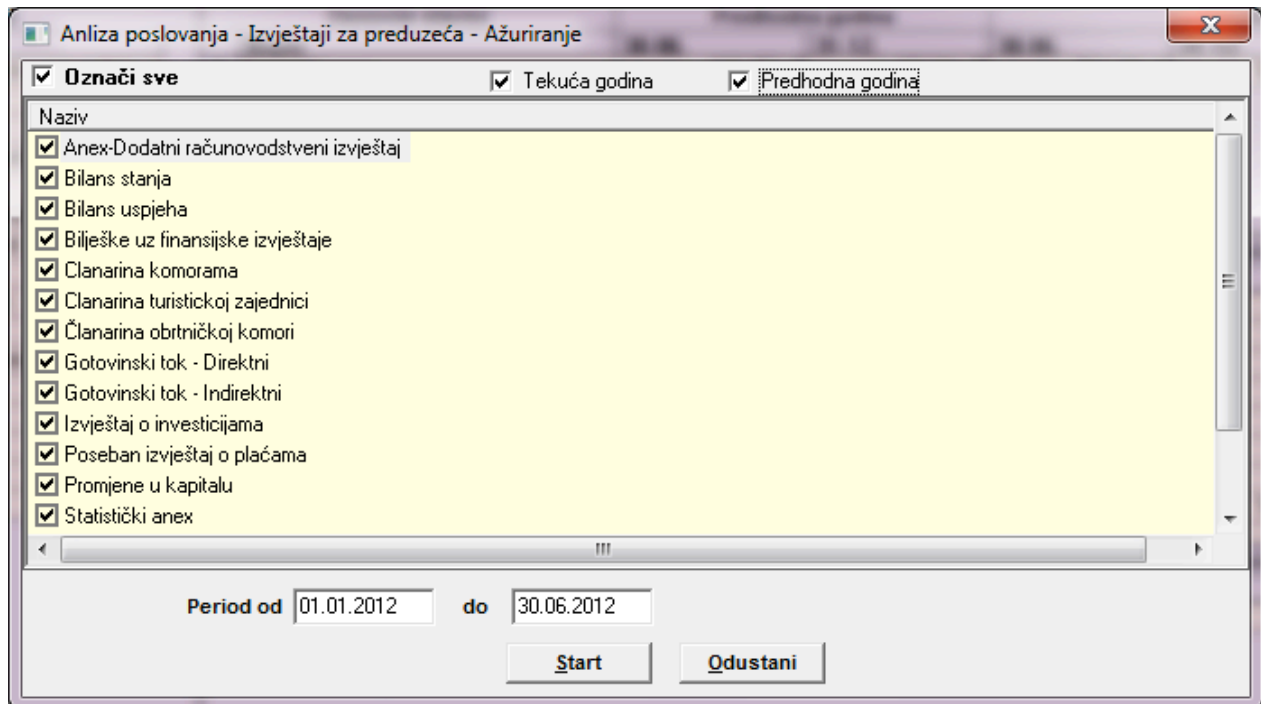 Anliza poslovanja - Izvještaji za preduzeća - Ažuriranje
Označi sve Tekuća godina Predhodna godina
Naziv
Anex-Dodatni računovodstveni izvještaj
Bilans stanja
Bilans uspjeha
Bilješke uz finansijske izvještaje
Clanarina komorama
Clanarina turistickoj zajednici
Članarina obrtničkoj komori
Gotovinski tok - Direktni
Gotovinski tok - Indirektni
Izvještaj o investicijama
Poseban izvještaj o plaćama
Promjene u kapitalu
Statistički anex
Period od 01.01.2012 do 30.06.2012
Start Odustani